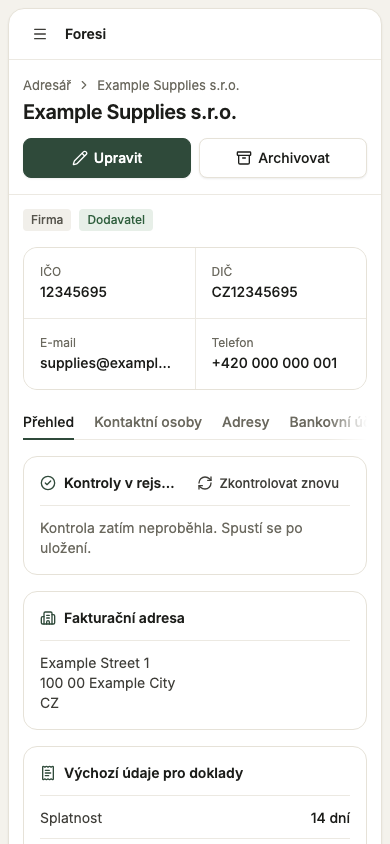 Foresi
Adresář > Example Supplies s.r.o.
Example Supplies s.r.o.
Upravit
Archivovat
Firma
Dodavatel
IČO
DIČ
12345695
CZ12345695
E-mail
Telefon
supplies@exampl...
+420 000 000 001
Přehled
Kontaktní osoby
Adresy
Bankovní ú
Kontroly v rejs...
Zkontrolovat znovu
Kontrola zatím neproběhla. Spustí se po
uložení.
Fakturační adresa
Example Street 1
100 00 Example City
CZ
Výchozí údaje pro doklady
Splatnost
14 dní